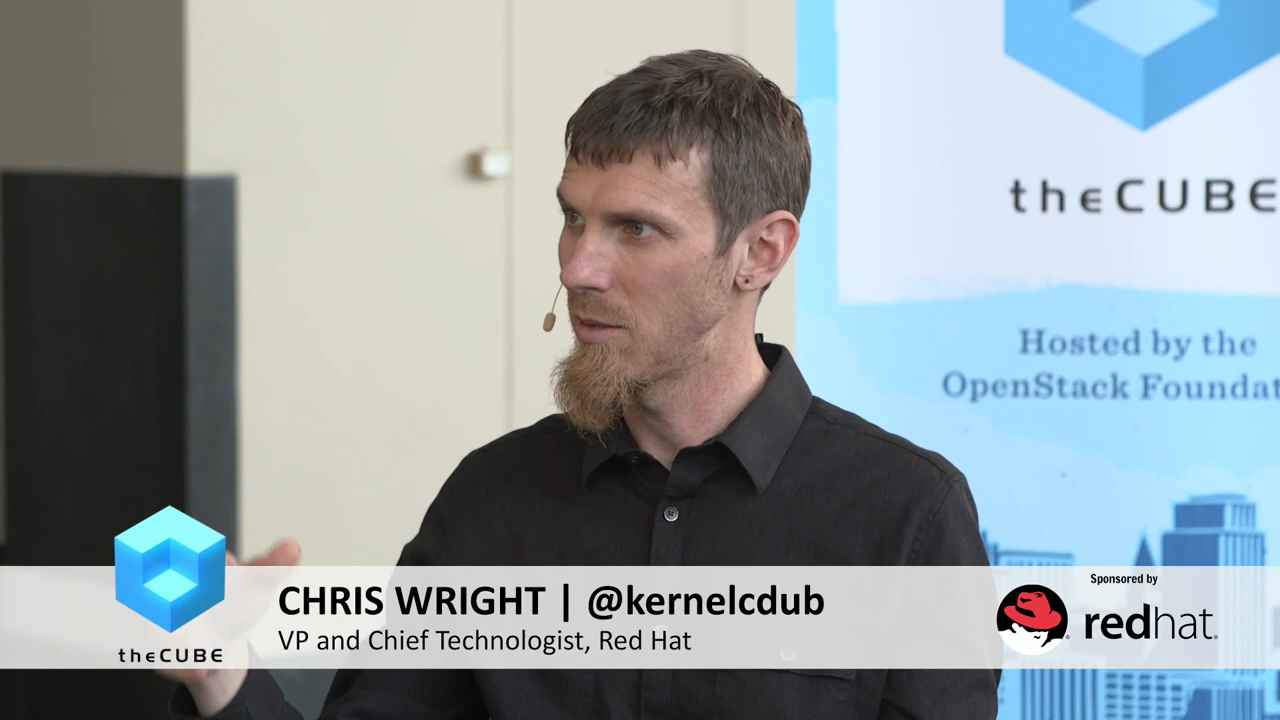 theCUBE
Hosted by the
OpenStack Foundat
theCUBE
CHRIS WRIGHT | @kernelcdub
VP and Chief Technologist, Red Hat
Sponsored by
redhat.